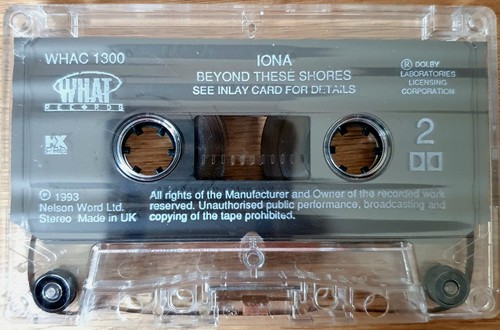 WHAC 1300
IONA
BEYOND THESE SHORES
SEE INLAY CARD FOR DETAILS
® DOLBY
LABORATORIES
LICENSING
CORPORATION
WHAT
RECORDS
HX
PRO
2
℗ 1993
Nelson Word Ltd.
Stereo Made in UK
All rights of the Manufacturer and Owner of the recorded work
reserved. Unauthorised public performance, broadcasting and
copying of the tape prohibited.